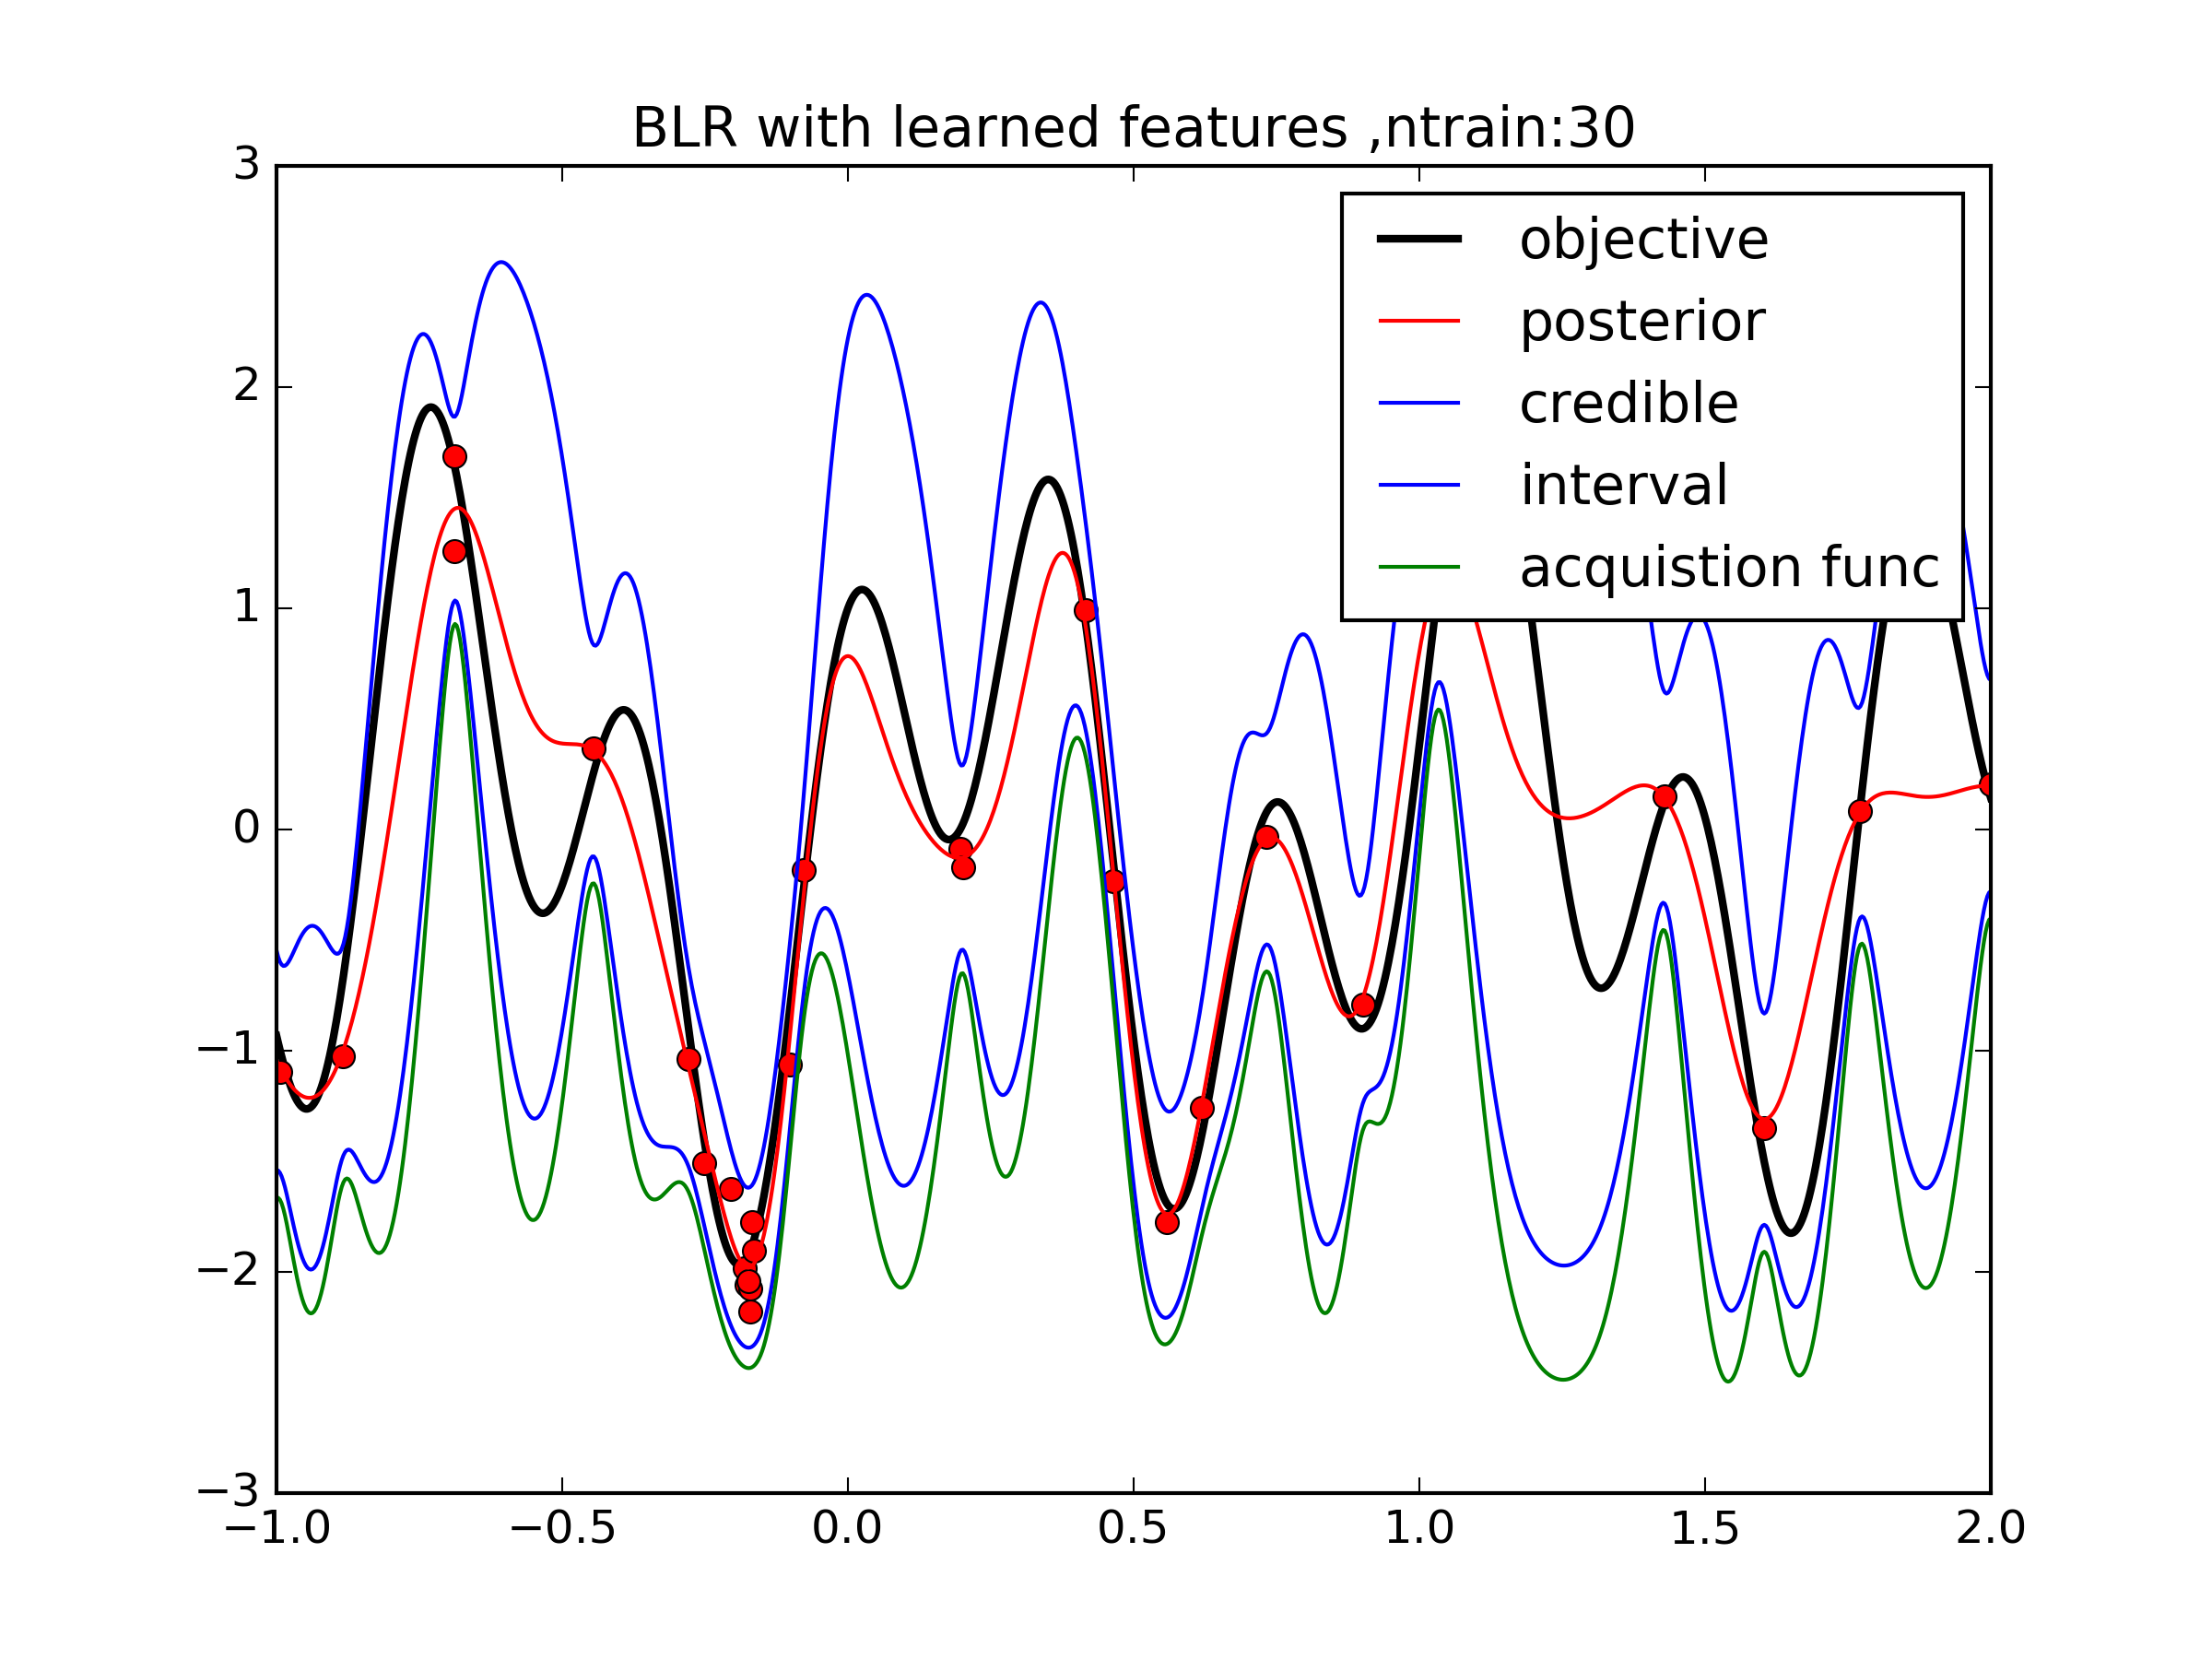 BLR with learned features ,ntrain:30
3
2
1
0
−1
−2
−3
objective
posterior
credible
interval
acquistion func
−1.0 −0.5 0.0 0.5 1.0 1.5 2.0